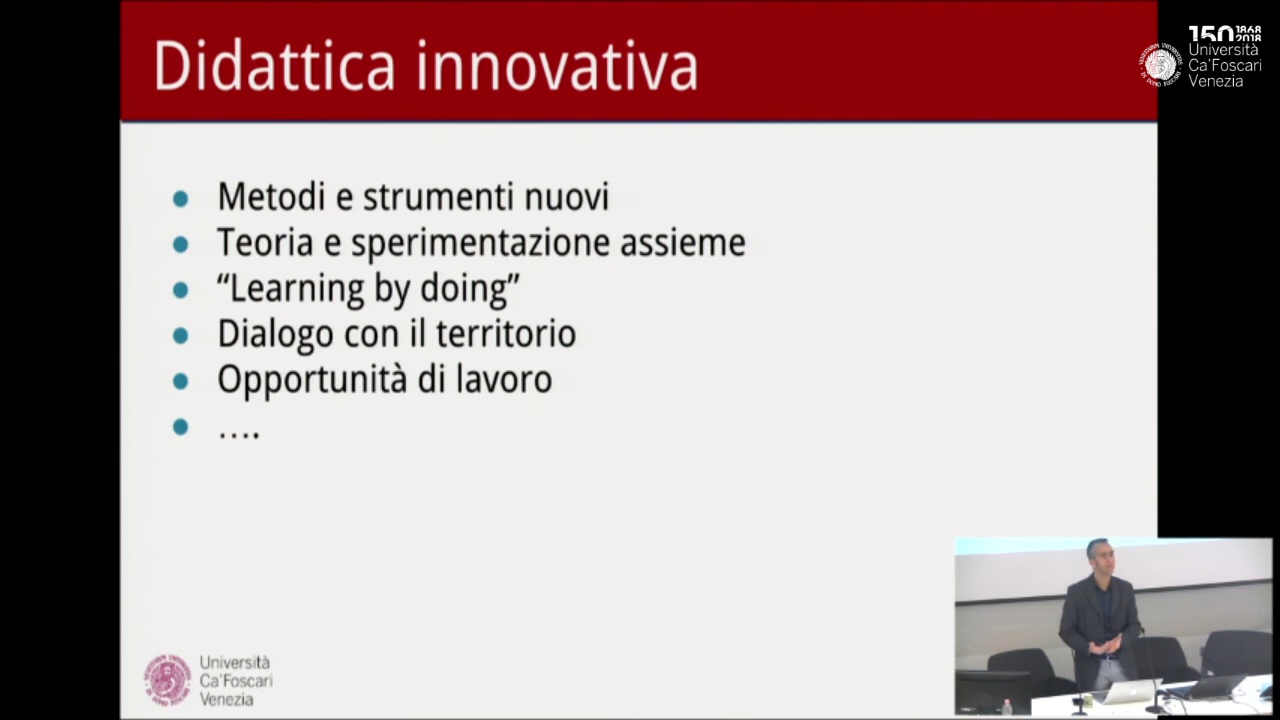 Didattica innovativa
150 1868 2018
Università
Ca'Foscari
Venezia
Metodi e strumenti nuovi
Teoria e sperimentazione assieme
“Learning by doing”
Dialogo con il territorio
Opportunità di lavoro
….
Università
Ca'Foscari
Venezia